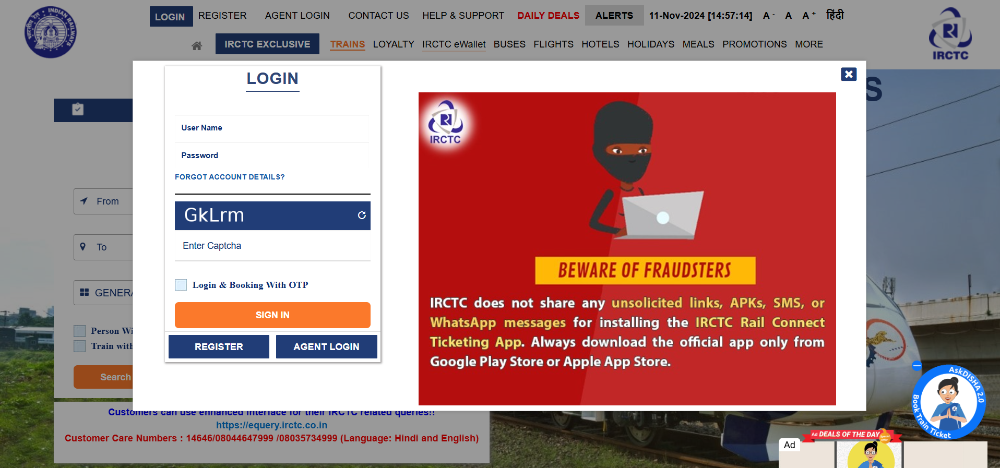 LOGIN
REGISTER
AGENT LOGIN
CONTACT US
HELP & SUPPORT
DAILY DEALS
ALERTS
11-Nov-2024 [14:57:14]
A -
A
A +
हिंदी
IRCTC EXCLUSIVE
TRAINS
LOYALTY
IRCTC eWallet
BUSES
FLIGHTS
HOTELS
HOLIDAYS
MEALS
PROMOTIONS
MORE
INDIAN RAILWAYS
भारतीय रेल
IRCTC
S
LOGIN
User Name
Password
FORGOT ACCOUNT DETAILS?
GkLrm
Enter Captcha
Login & Booking With OTP
SIGN IN
REGISTER
AGENT LOGIN
IRCTC
BEWARE OF FRAUDSTERS
IRCTC does not share any unsolicited links, APKs, SMS, or
WhatsApp messages for installing the IRCTC Rail Connect
Ticketing App. Always download the official app only from
Google Play Store or Apple App Store.
From
To
GENERA
Person Wi
Train with
Search
Customers can use enhanced interface for their IRCTC related queries!!
https://equery.irctc.co.in
Customer Care Numbers : 14646/08044647999 /08035734999 (Language: Hindi and English)
AskDISHA 2.0
Book Train Ticket
Ad
Ad DEALS OF THE DAY
Special
Offer